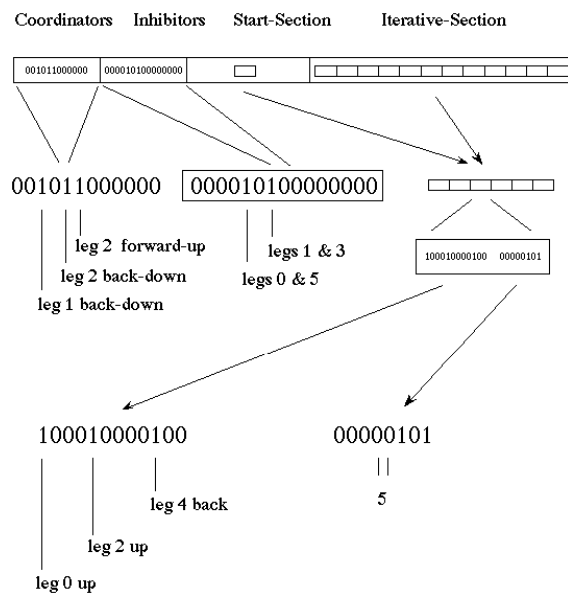 Coordinators Inhibitors Start-Section Iterative-Section
001011000000 000010100000000
001011000000 000010100000000
leg 2 forward-up
legs 1 & 3
leg 2 back-down
legs 0 & 5
leg 1 back-down
100010000100 00000101
100010000100 00000101
leg 4 back
5
leg 2 up
leg 0 up